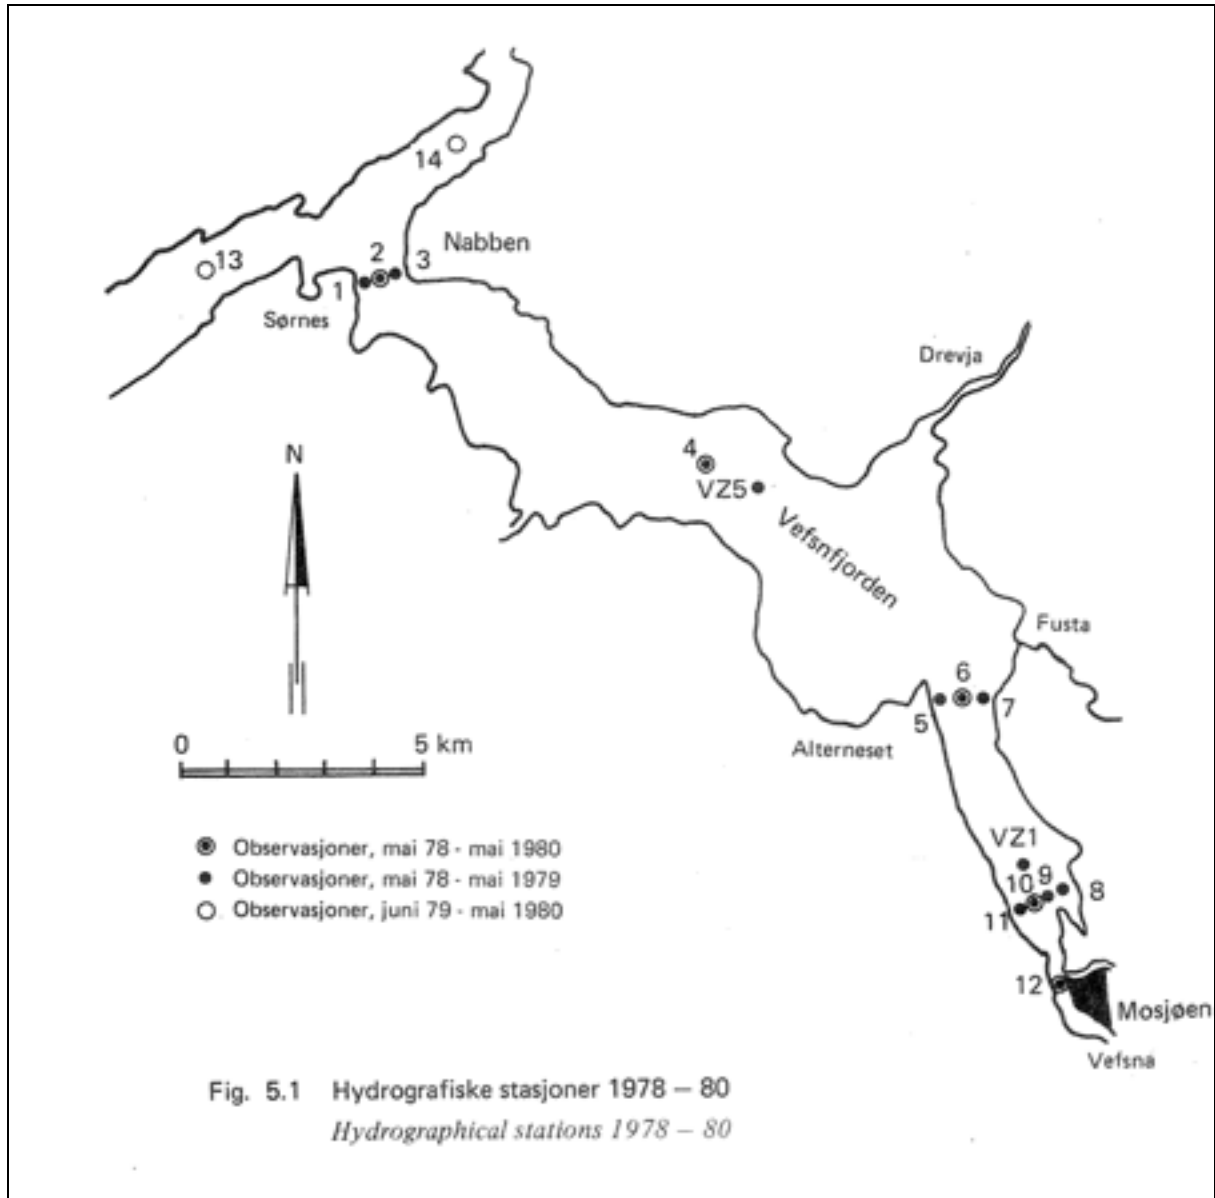 14
13
2
3
Nabben
1
Sørnes
Drevja
N
4
VZ5
Vefsnfjorden
Fusta
6
5
7
0 5 km
Alterneset
VZ1
10 9
8
11
12
Mosjøen
Vefsna
Observasjoner, mai 78 - mai 1980
Observasjoner, mai 78 - mai 1979
Observasjoner, juni 79 - mai 1980
Fig. 5.1 Hydrografiske stasjoner 1978 – 80
Hydrographical stations 1978 – 80